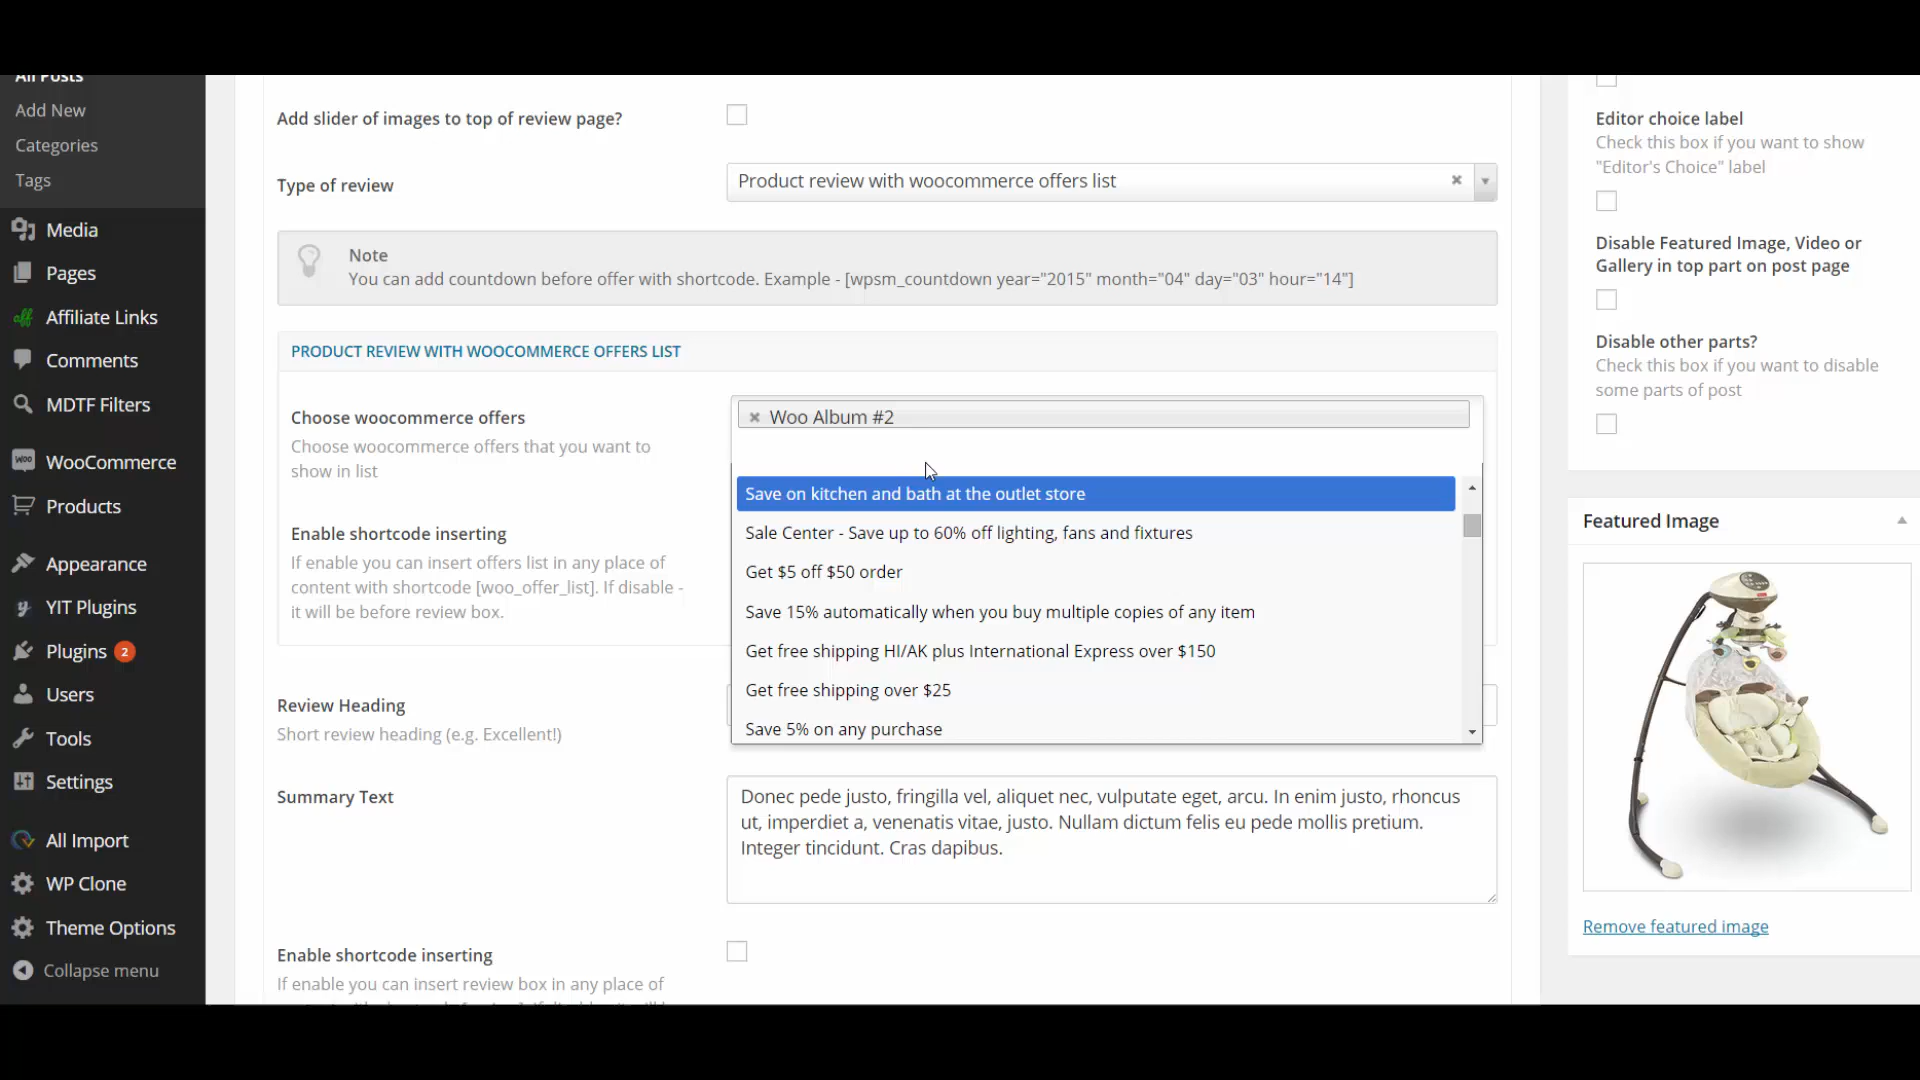 All Posts
Add New
Categories
Tags
Media
Pages
Affiliate Links
Comments
MDTF Filters
WooCommerce
Products
Appearance
YIT Plugins
Plugins 2
Users
Tools
Settings
All Import
WP Clone
Theme Options
Collapse menu
Add slider of images to top of review page?
Type of review
Product review with woocommerce offers list
Note
You can add countdown before offer with shortcode. Example - [wpsm_countdown year="2015" month="04" day="03" hour="14"]
PRODUCT REVIEW WITH WOOCOMMERCE OFFERS LIST
Choose woocommerce offers
Choose woocommerce offers that you want to
show in list
Woo Album #2
Save on kitchen and bath at the outlet store
Sale Center - Save up to 60% off lighting, fans and fixtures
Get $5 off $50 order
Save 15% automatically when you buy multiple copies of any item
Get free shipping HI/AK plus International Express over $150
Get free shipping over $25
Save 5% on any purchase
Enable shortcode inserting
If enable you can insert offers list in any place of
content with shortcode [woo_offer_list]. If disable -
it will be before review box.
Review Heading
Short review heading (e.g. Excellent!)
Summary Text
Donec pede justo, fringilla vel, aliquet nec, vulputate eget, arcu. In enim justo, rhoncus
ut, imperdiet a, venenatis vitae, justo. Nullam dictum felis eu pede mollis pretium.
Integer tincidunt. Cras dapibus.
Enable shortcode inserting
If enable you can insert review box in any place of
Editor choice label
Check this box if you want to show
"Editor's Choice" label
Disable Featured Image, Video or
Gallery in top part on post page
Disable other parts?
Check this box if you want to disable
some parts of post
Featured Image
Remove featured image